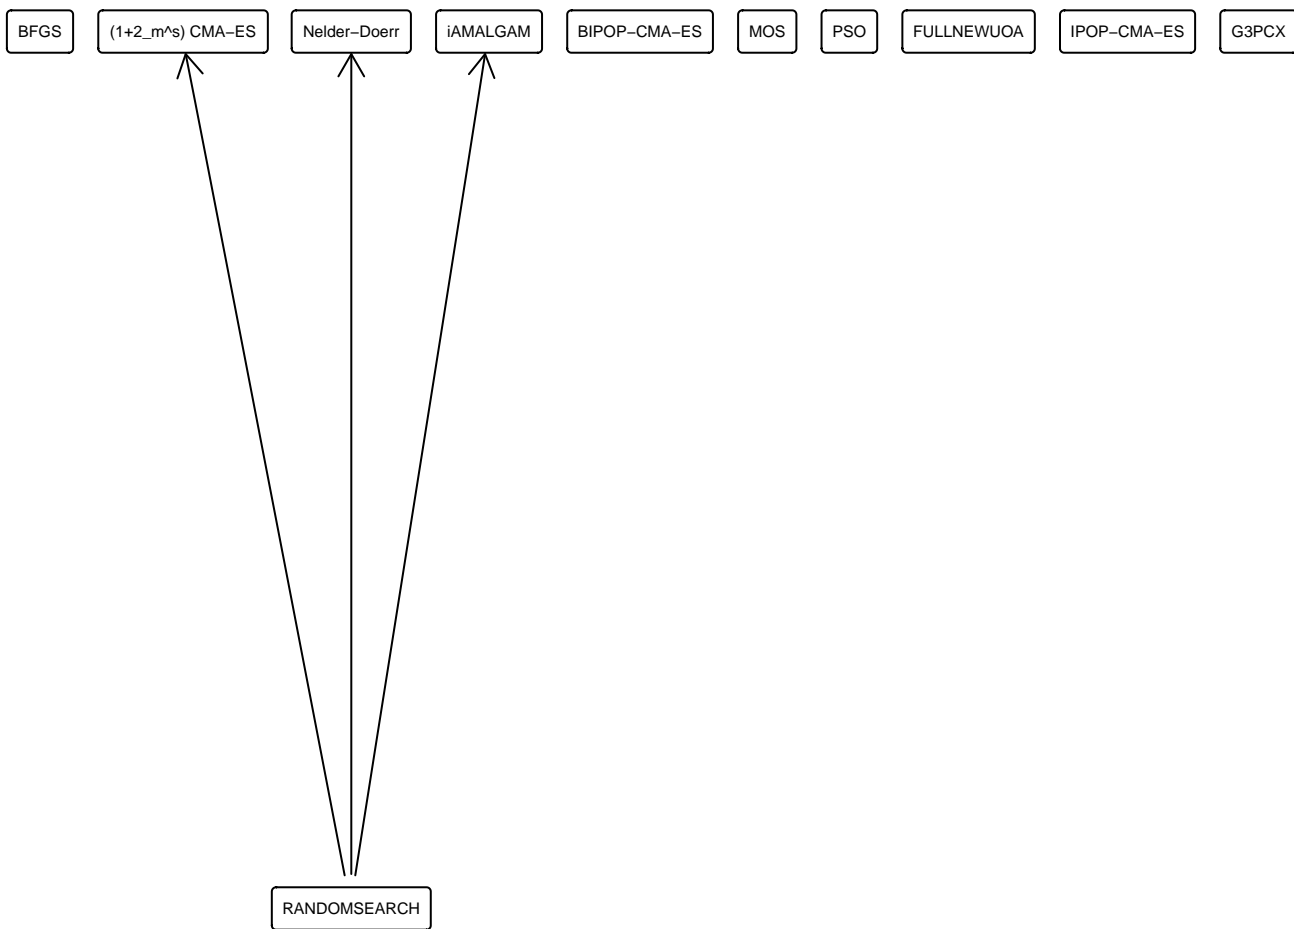 BFGS (1+2_m^s) CMA−ES Nelder−Doerr iAMALGAM BIPOP−CMA−ES MOS PSO FULLNEWUOA IPOP−CMA−ES G3PCX
RANDOMSEARCH